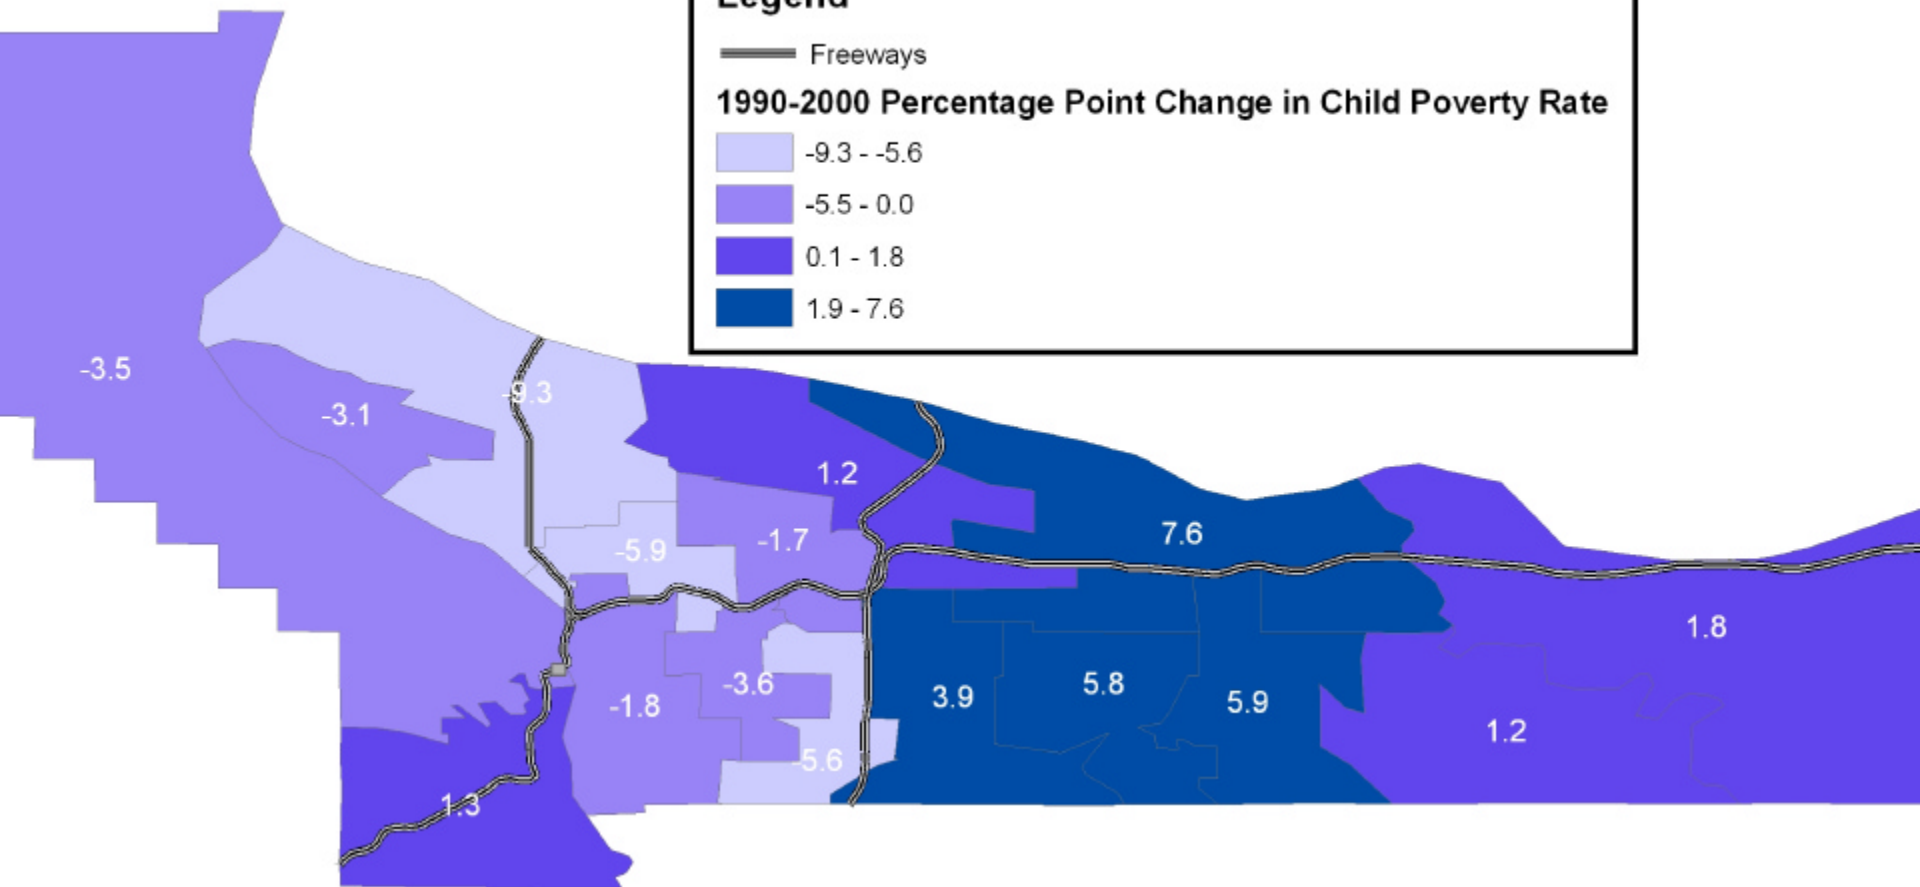 Legend
Freeways
1990-2000 Percentage Point Change in Child Poverty Rate
-9.3 - -5.6
-5.5 - 0.0
0.1 - 1.8
1.9 - 7.6
-3.5
-9.3
-3.1
1.2
-5.9
-1.7
7.6
1.8
-1.8
-3.6
3.9
5.8
5.9
1.2
-5.6
1.3